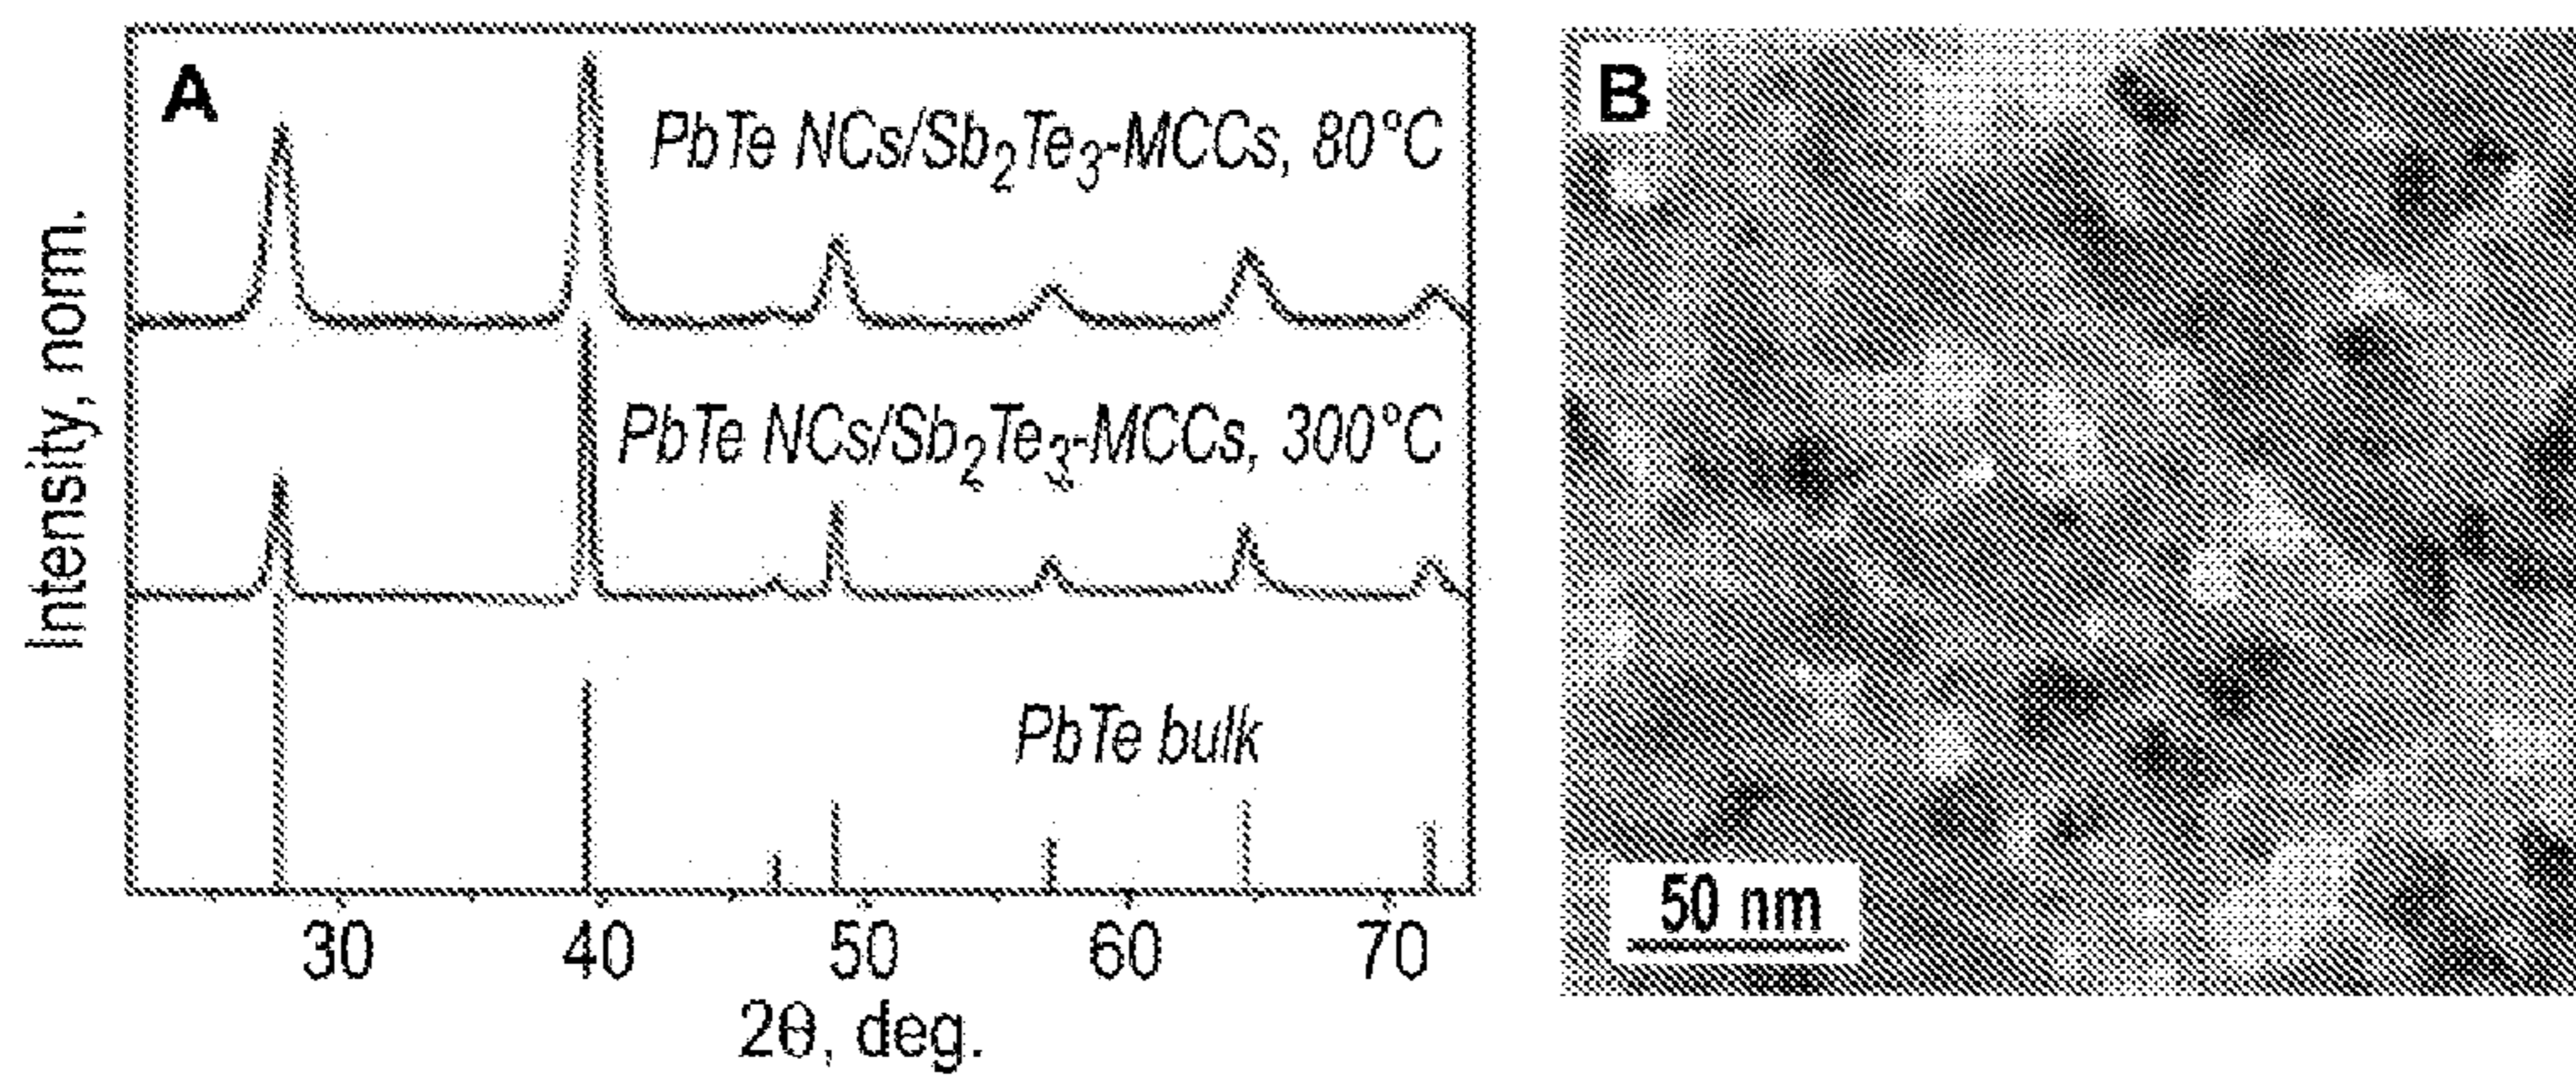 A
PbTe NCs/Sb₂Te₃-MCCs, 80°C
PbTe NCs/Sb₂Te₃-MCCs, 300°C
PbTe bulk
Intensity, norm.
30 40 50 60 70
2θ, deg.
B
50 nm